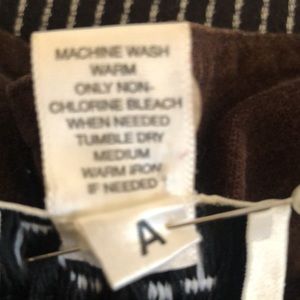 MACHINE WASH
WARM
ONLY NON-
CHLORINE BLEACH
WHEN NEEDED
TUMBLE DRY
MEDIUM
WARM IRON
IF NEEDED
A